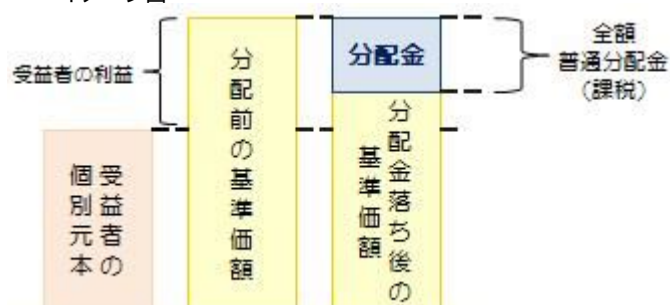 受益者の利益
分配前の基準価額
分配金
全額
普通分配金
(課税)
受益者の
個別元本
分配金落ち後の
基準価額